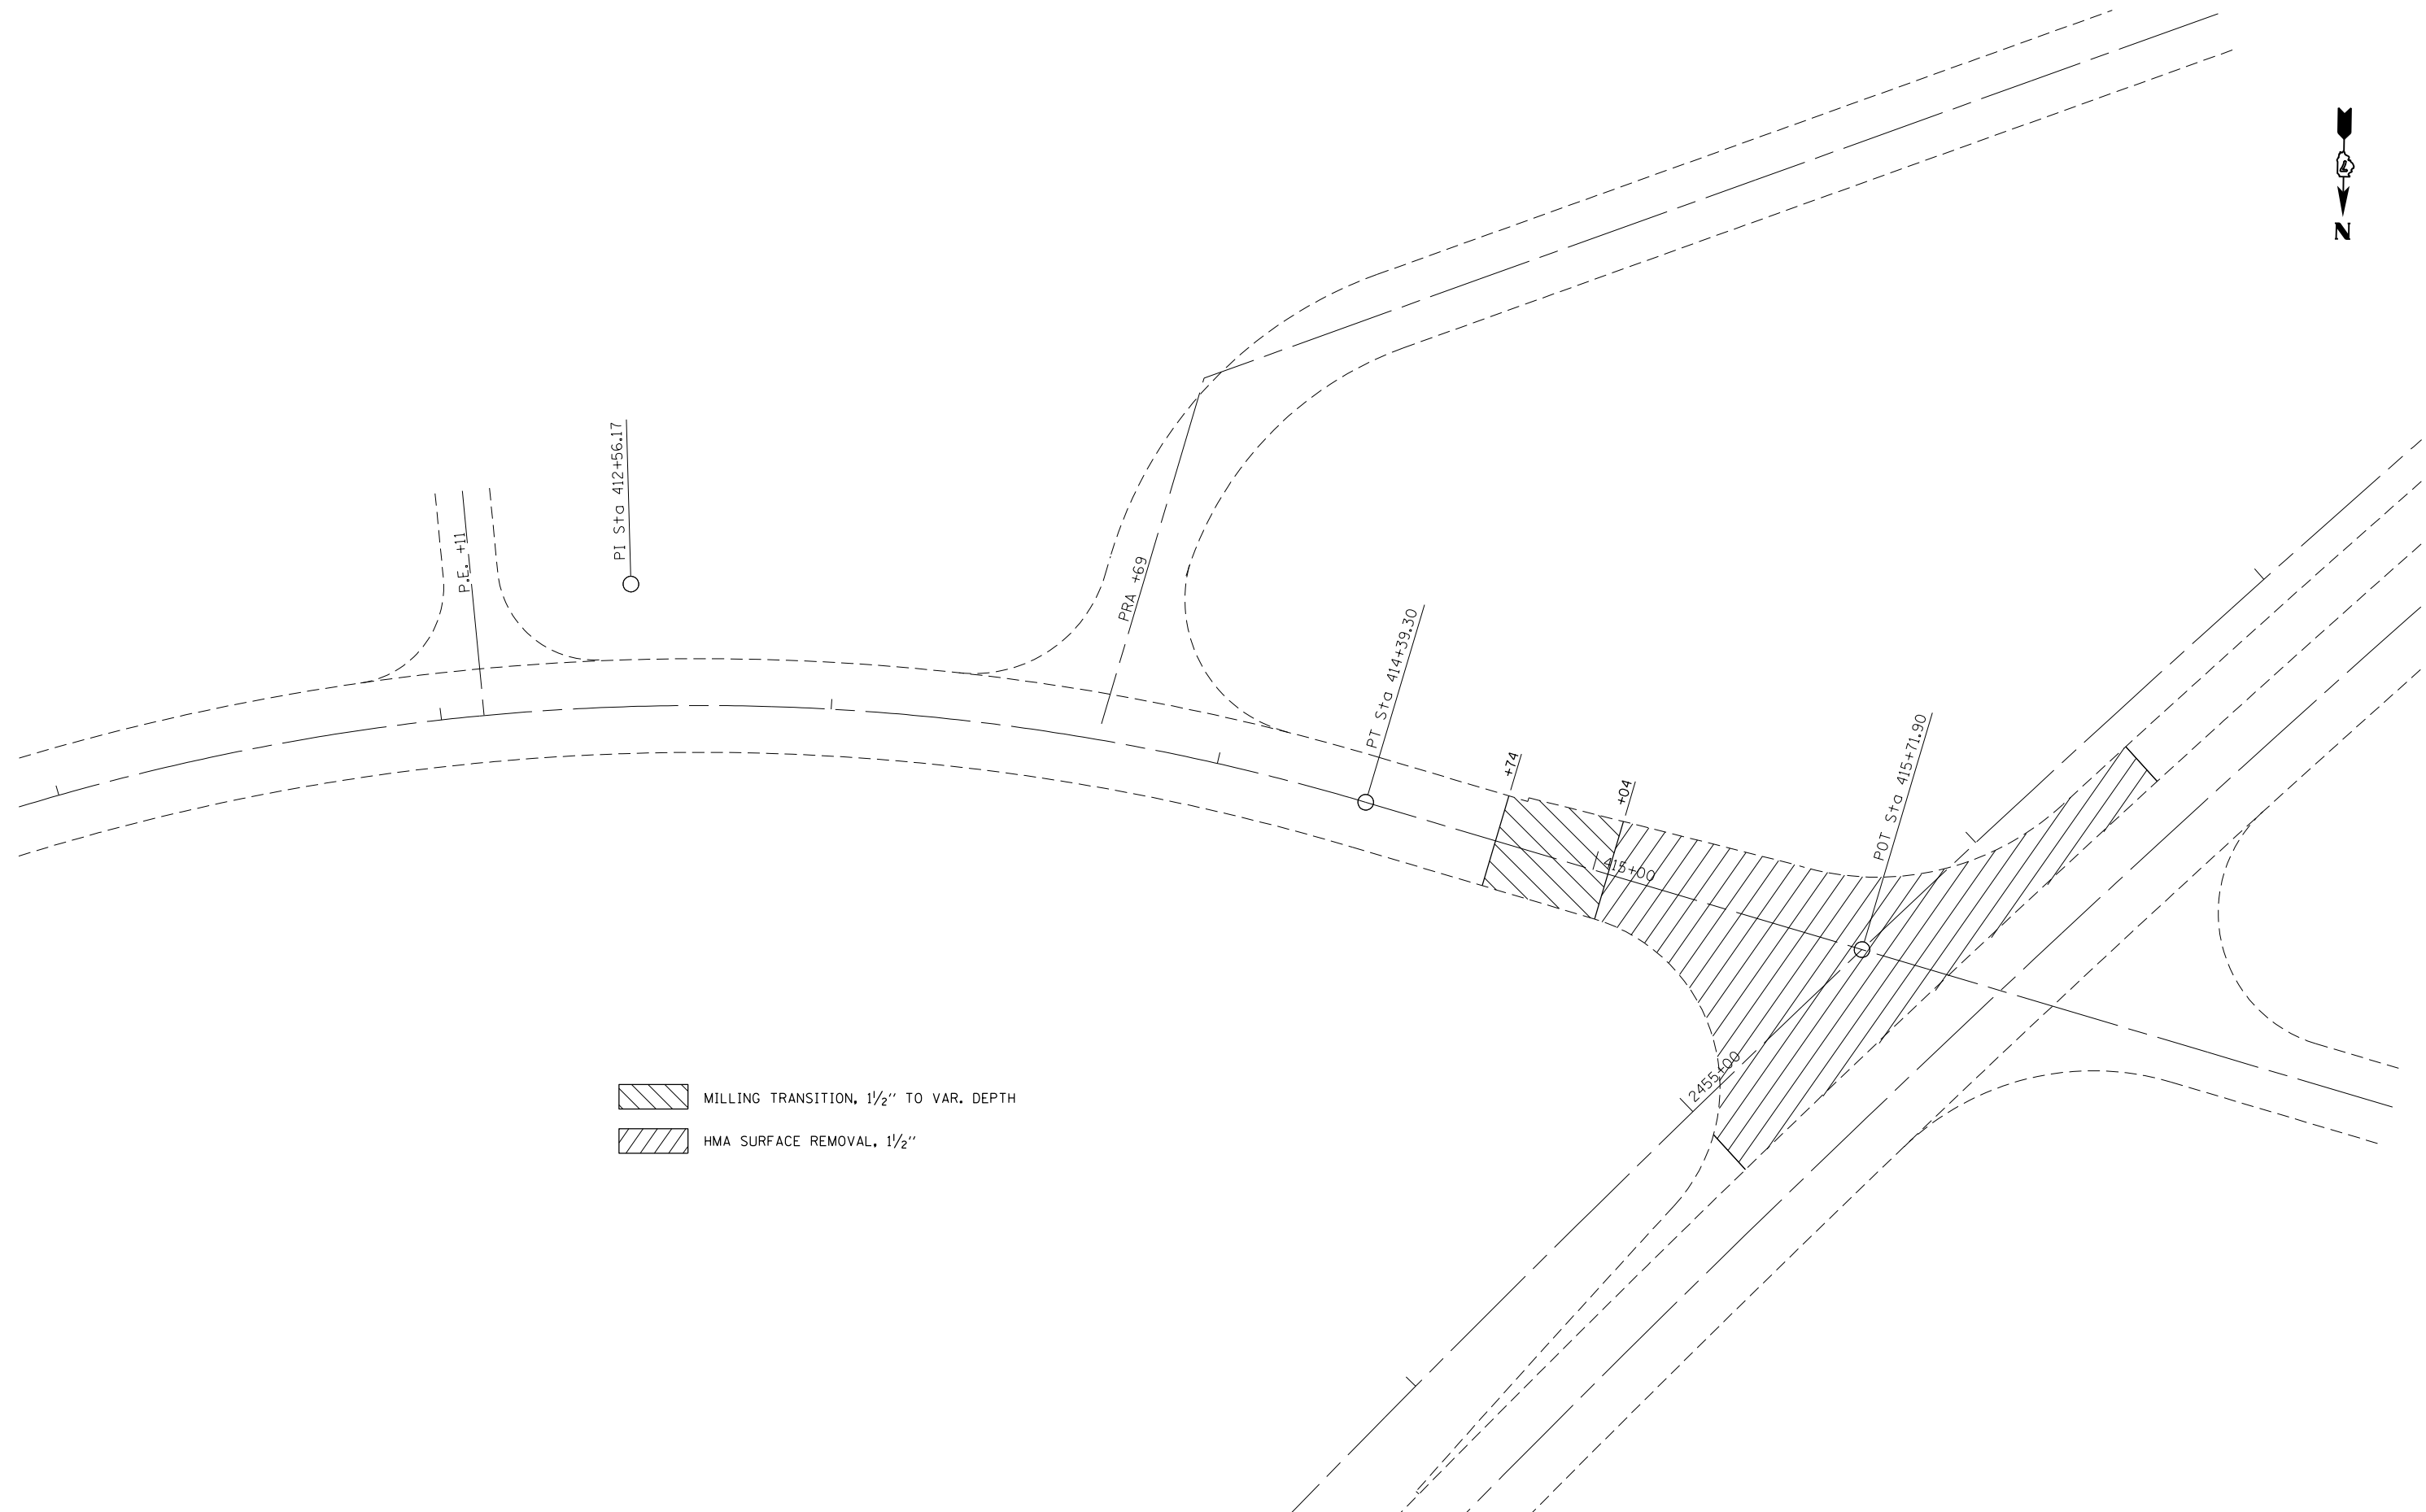 N
PI Sta 412+56.17
P.E. +11
PRA +69
PT Sta 414+39.30
+74
+04
415+00
POT Sta 415+71.90
2455+00
MILLING TRANSITION, 1½" TO VAR. DEPTH
HMA SURFACE REMOVAL, 1½"